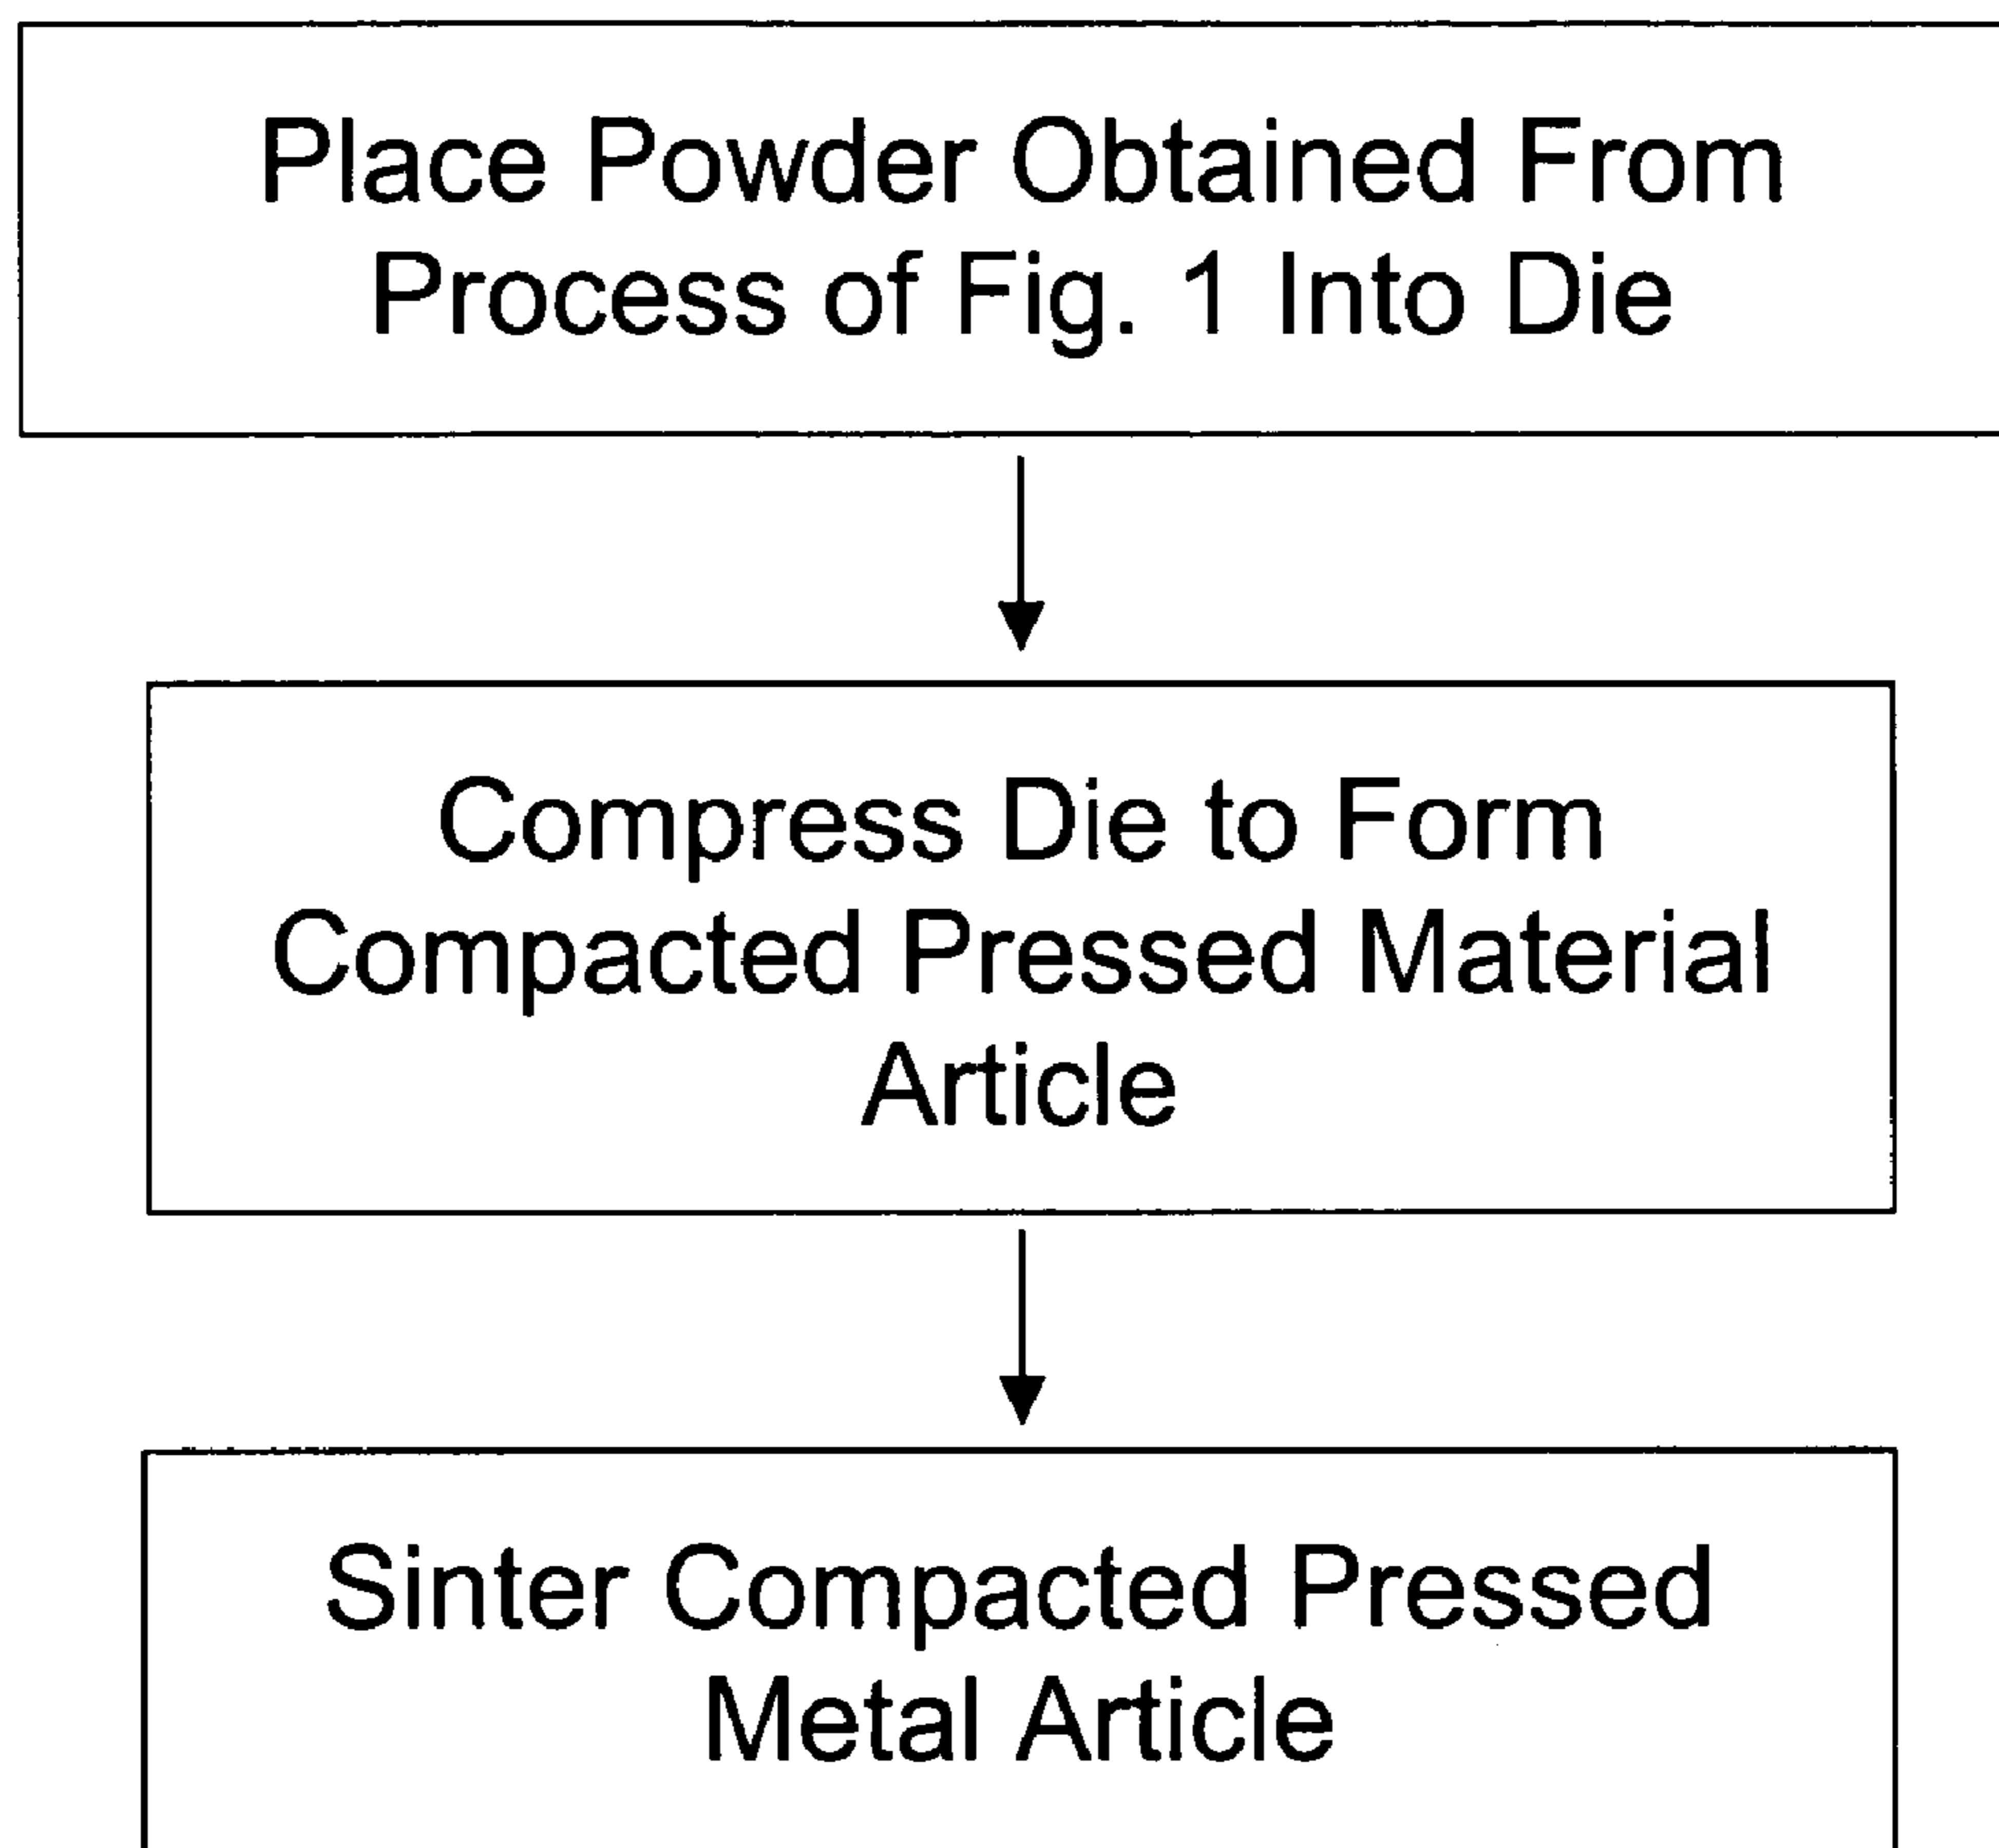 Place Powder Obtained From
Process of Fig. 1 Into Die
Compress Die to Form
Compacted Pressed Material
Article
Sinter Compacted Pressed
Metal Article